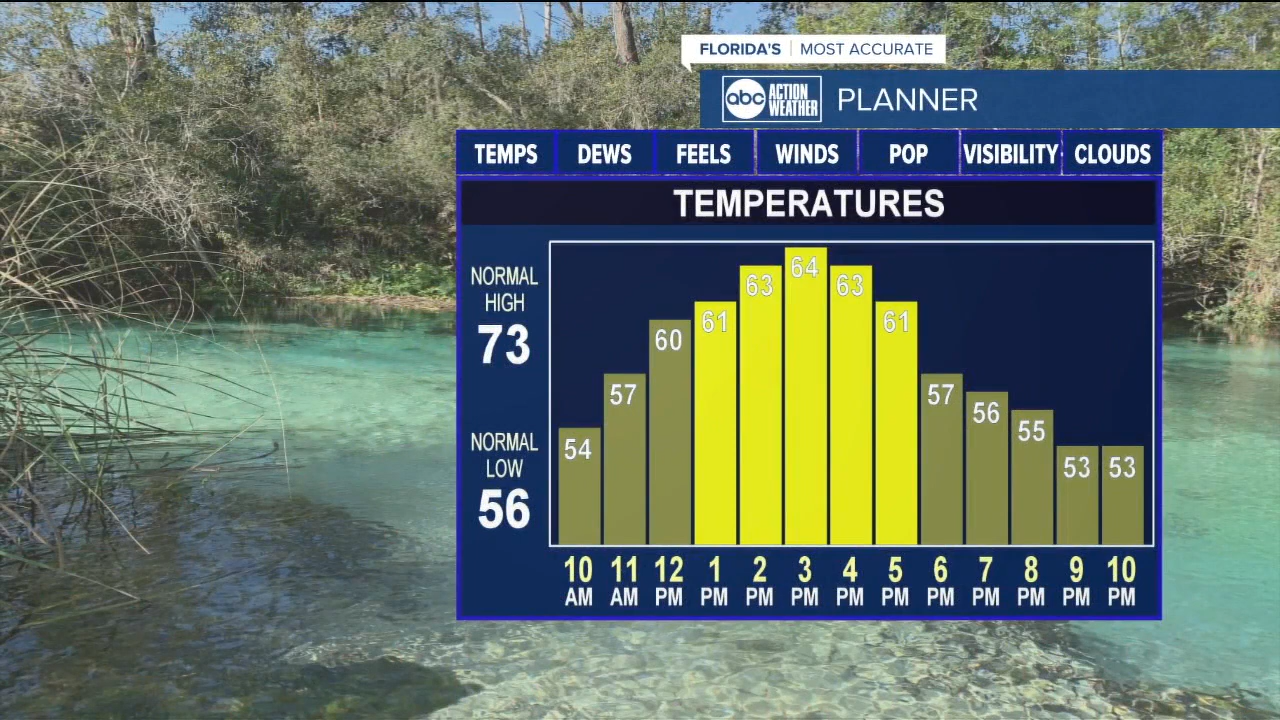 FLORIDA'S MOST ACCURATE
abc ACTION WEATHER PLANNER
TEMPS DEWS FEELS WINDS POP VISIBILITY CLOUDS
TEMPERATURES
NORMAL
HIGH
73
NORMAL
LOW
56
54 57 60 61 63 64 63 61 57 56 55 53 53
10 11 12 1 2 3 4 5 6 7 8 9 10
AM AM PM PM PM PM PM PM PM PM PM PM PM